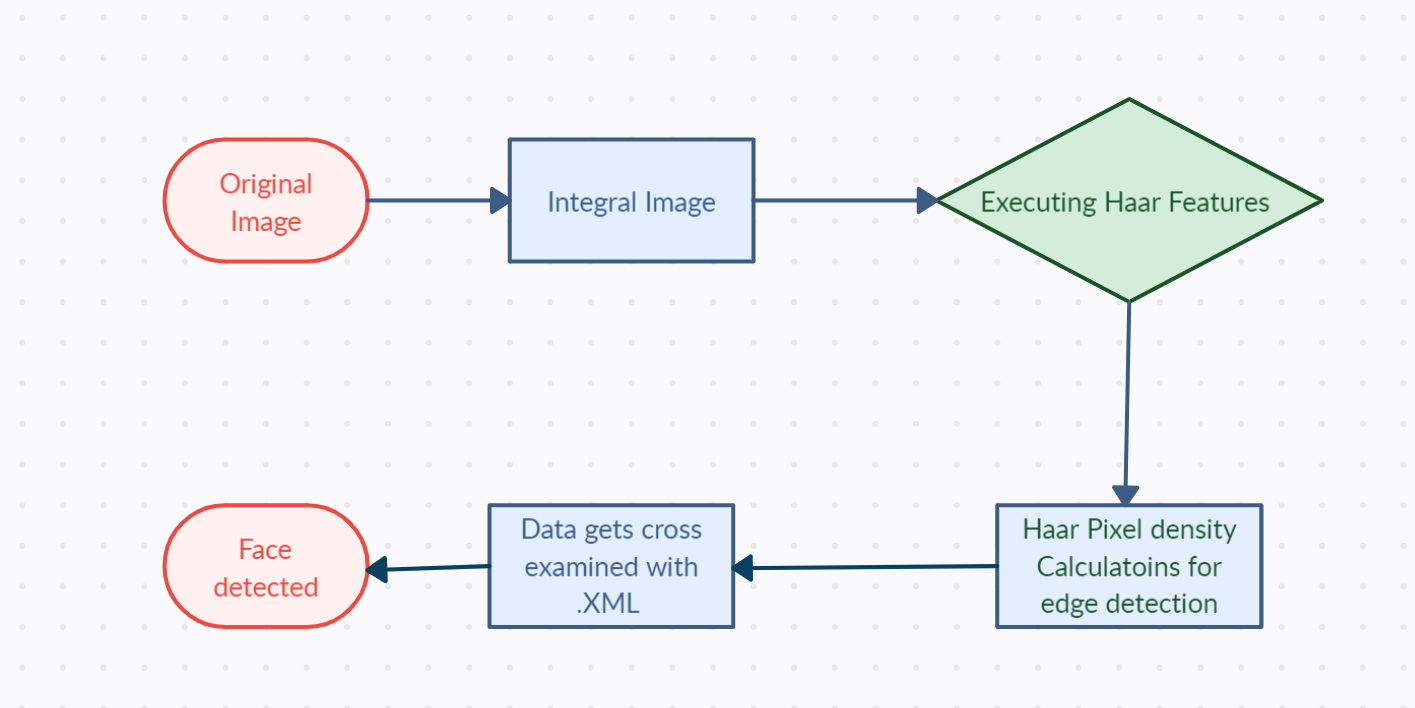 Original
Image
Integral Image
Executing Haar Features
Haar Pixel density
Calculatoins for
edge detection
Data gets cross
examined with
.XML
Face
detected